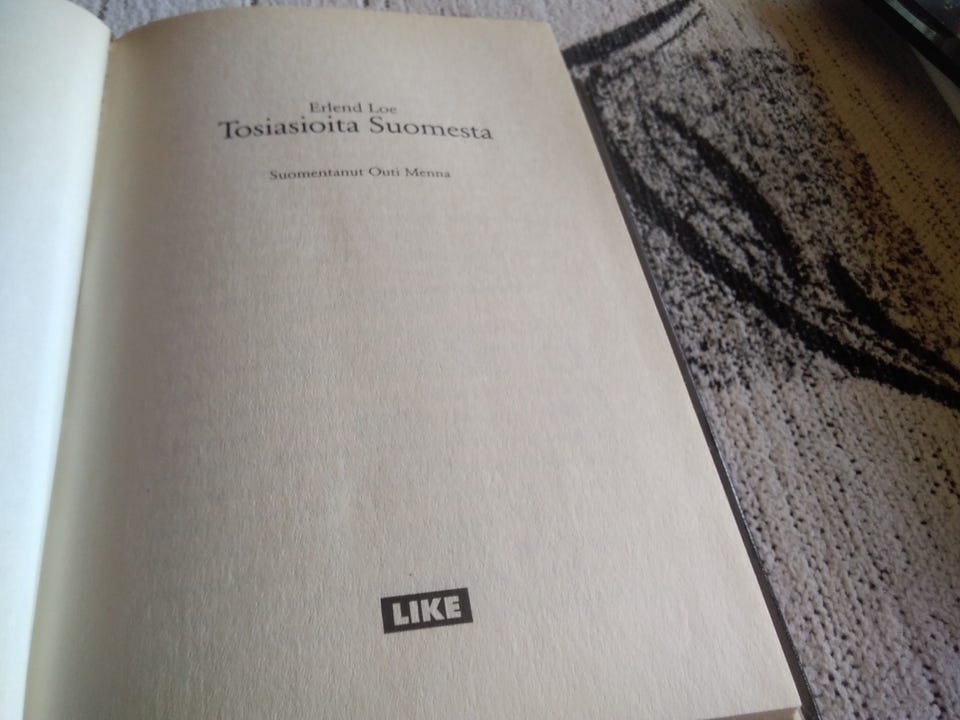 Erlend Loe
Tosiasioita Suomesta
Suomentanut Outi Menna
LIKE